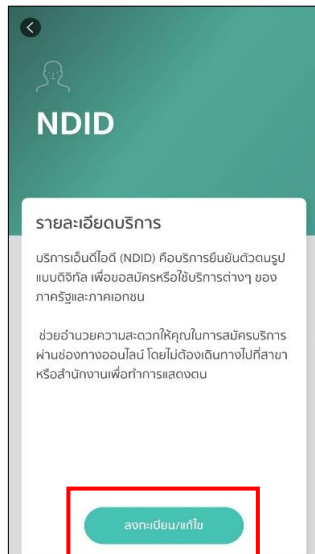 NDID
รายละเอียดบริการ
บริการเอ็นดีไอดี (NDID) คือบริการยืนยันตัวตนรูป
แบบดิจิทัล เพื่อขอสมัครหรือใช้บริการต่างๆ ของ
ภาครัฐและภาคเอกชน
ช่วยอำนวยความสะดวกให้คุณในการสมัครบริการ
ผ่านช่องทางออนไลน์ โดยไม่ต้องเดินทางไปที่สาขา
หรือสำนักงานเพื่อทำการแสดงตน
ลงทะเบียน/แก้ไข